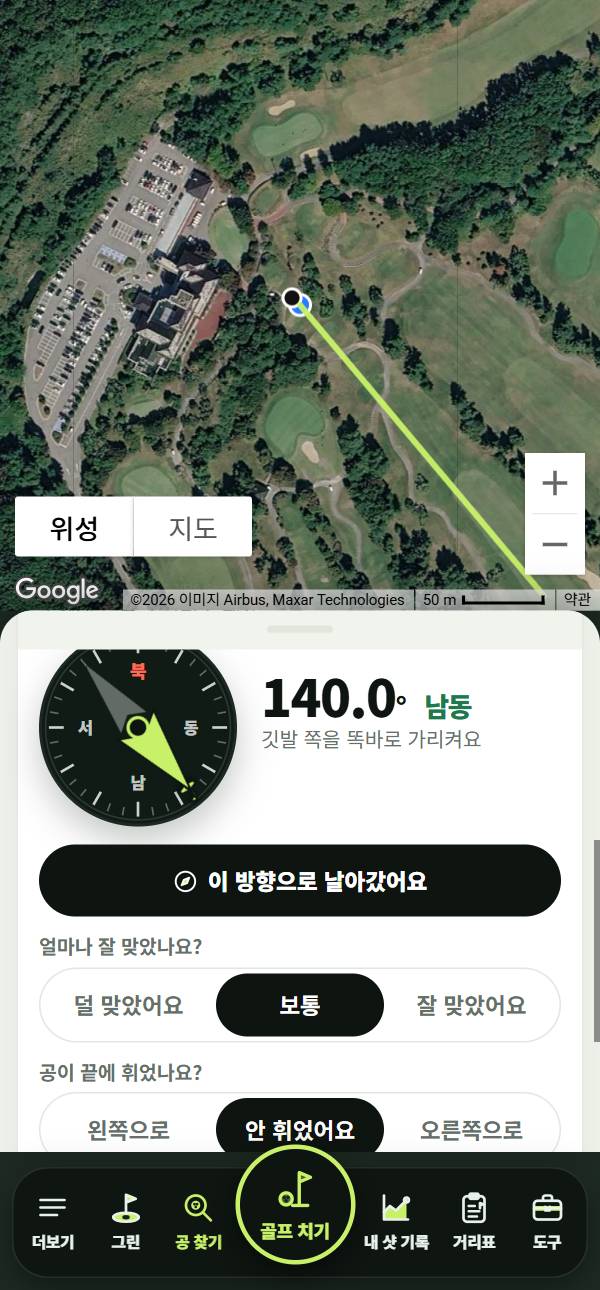 위성
지도
Google
©2026 이미지 Airbus, Maxar Technologies
50 m
약관
북
서
동
남
140.0° 남동
깃발 쪽을 똑바로 가리켜요
이 방향으로 날아갔어요
얼마나 잘 맞았나요?
덜 맞았어요
보통
잘 맞았어요
공이 끝에 휘었나요?
왼쪽으로
안 휘었어요
오른쪽으로
더보기
그린
공 찾기
골프 치기
내 샷 기록
거리표
도구